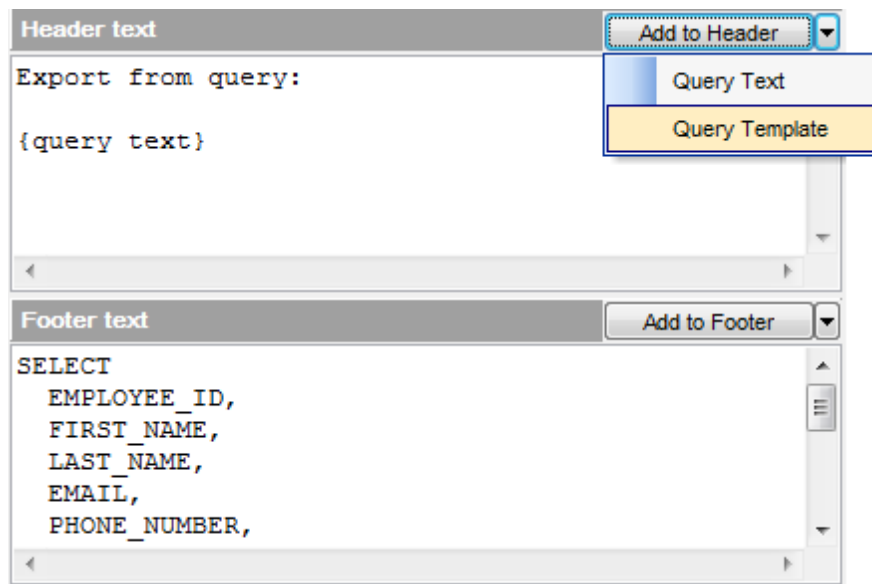 Header text
Add to Header
Export from query:
Query Text
Query Template
{query text}
Footer text
Add to Footer
SELECT
EMPLOYEE_ID,
FIRST_NAME,
LAST_NAME,
EMAIL,
PHONE_NUMBER,